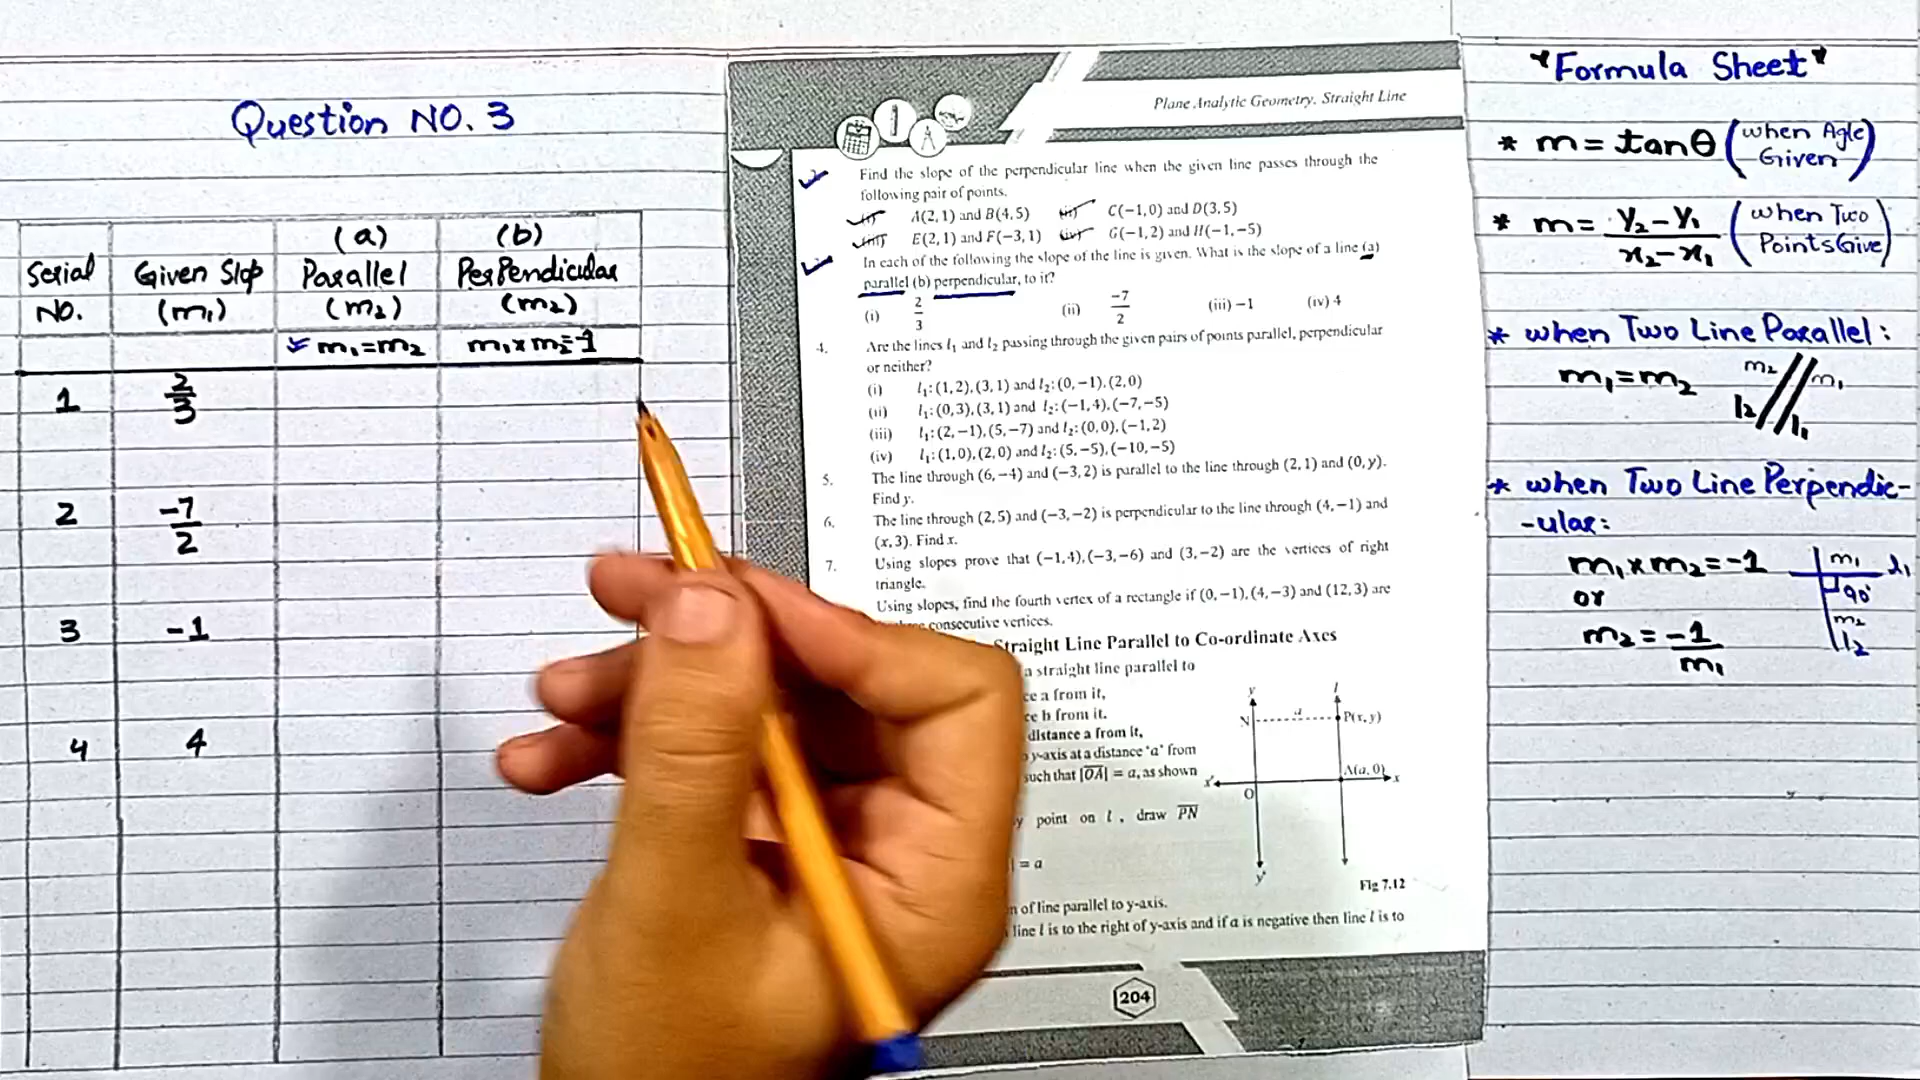 Question NO. 3
Serial
NO.
Given Slop
(m₁)
(a)
Parallel
(m₂)
(b)
Perpendicular
(m₂)
m₁=m₂
m₁×m₂=-1
1
2/3
2
-7/2
3
-1
4
4
Plane Analytic Geometry, Straight Line
Find the slope of the perpendicular line when the given line passes through the
following pair of points.
A(2,1) and B(4,5) C(−1,0) and D(3,5)
E(2,1) and F(−3,1) G(−1,2) and H(−1,−5)
In each of the following the slope of the line is given. What is the slope of a line (a)
parallel (b) perpendicular, to it?
(i) 2/3 (ii) -7/2 (iii) −1 (iv) 4
4. Are the lines l₁ and l₂ passing through the given pairs of points parallel, perpendicular
or neither?
(i) l₁:(1,2),(3,1) and l₂:(0,−1),(2,0)
(ii) l₁:(0,3),(3,1) and l₂:(−1,4),(−7,−5)
(iii) l₁:(2,−1),(5,−7) and l₂:(0,0),(−1,2)
(iv) l₁:(1,0),(2,0) and l₂:(5,−5),(−10,−5)
5. The line through (6,−4) and (−3,2) is parallel to the line through (2,1) and (0,y).
Find y.
6. The line through (2,5) and (−3,−2) is perpendicular to the line through (4,−1) and
(x,3). Find x.
7. Using slopes prove that (−1,4),(−3,−6) and (3,−2) are the vertices of right
triangle.
Using slopes, find the fourth vertex of a rectangle if (0,−1),(4,−3) and (12,3) are
consecutive vertices.
Straight Line Parallel to Co-ordinate Axes
a straight line parallel to
a from it,
b from it.
distance a from it,
y-axis at a distance 'a' from
such that |OA| = a, as shown
point on l, draw PN
= a
of line parallel to y-axis.
line l is to the right of y-axis and if a is negative then line l is to
y
l
N
a
P(x,y)
A(a,0)
x'
x
O
y'
Fig 7.12
204
"Formula Sheet"
* m = tanθ (when Agle Given)
* m = y₂-y₁/x₂-x₁ (when Two Points Give)
* when Two Line Parallel:
m₁=m₂
m₂
m₁
l₂
l₁
* when Two Line Perpendic-
-ular:
m₁×m₂=-1
or
m₂=-1/m₁
m₁
l₁
90°
m₂
l₂